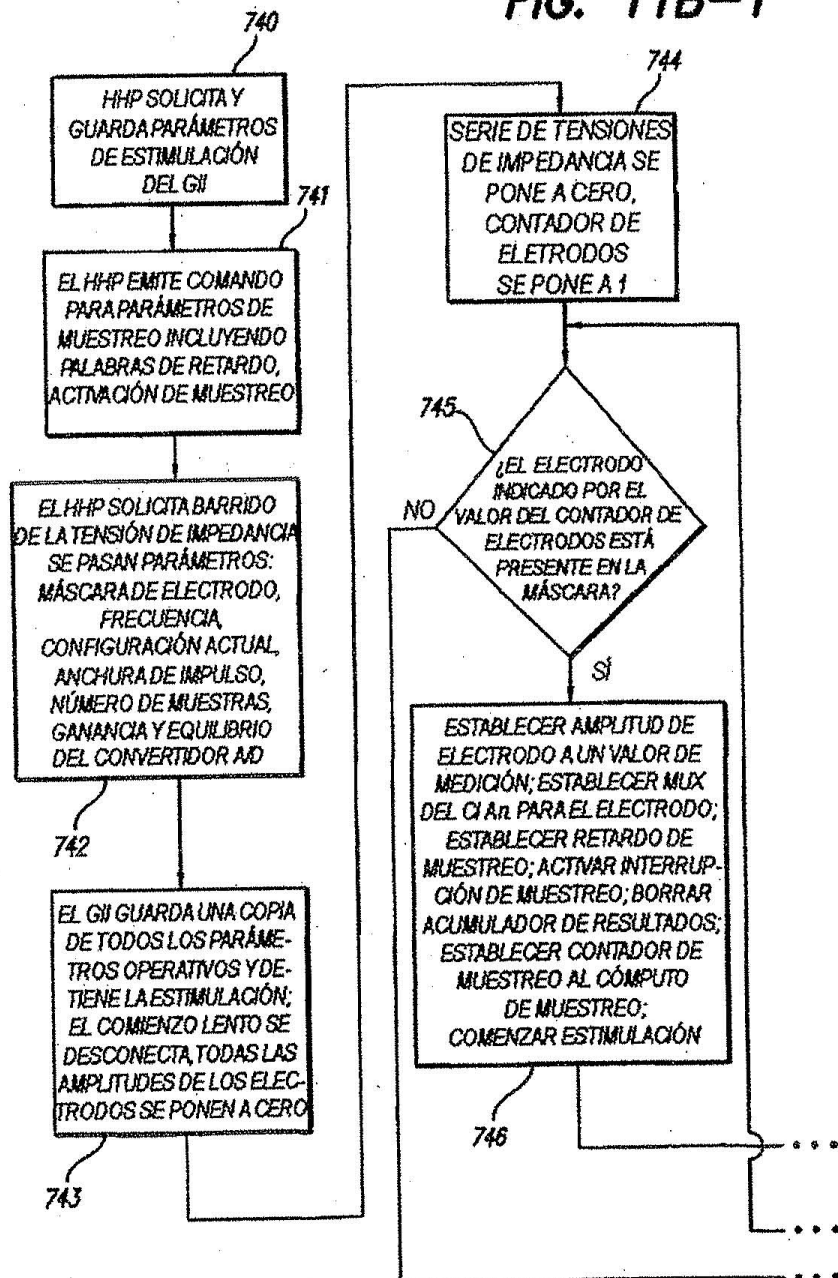 FIG. 11B-1
740
HHP SOLICITA Y
GUARDA PARÁMETROS
DE ESTIMULACIÓN
DEL GII
741
EL HHP EMITE COMANDO
PARA PARÁMETROS DE
MUESTREO INCLUYENDO
PALABRAS DE RETARDO,
ACTIVACIÓN DE MUESTREO
EL HHP SOLICITA BARRIDO
DE LA TENSIÓN DE IMPEDANCIA
SE PASAN PARÁMETROS:
MÁSCARA DE ELECTRODO,
FRECUENCIA,
CONFIGURACIÓN ACTUAL,
ANCHURA DE IMPULSO,
NÚMERO DE MUESTRAS,
GANANCIA Y EQUILIBRIO
DEL CONVERTIDOR A/D
742
EL GII GUARDA UNA COPIA
DE TODOS LOS PARÁME-
TROS OPERATIVOS Y DE-
TIENE LA ESTIMULACIÓN;
EL COMIENZO LENTO SE
DESCONECTA, TODAS LAS
AMPLITUDES DE LOS ELEC-
TRODOS SE PONEN A CERO
743
744
SERIE DE TENSIONES
DE IMPEDANCIA SE
PONE A CERO,
CONTADOR DE
ELETRODOS
SE PONE A 1
745
¿EL ELECTRODO
INDICADO POR EL
VALOR DEL CONTADOR DE
ELECTRODOS ESTÁ
PRESENTE EN LA
MÁSCARA?
NO
SÍ
ESTABLECER AMPLITUD DE
ELECTRODO A UN VALOR DE
MEDICIÓN; ESTABLECER MUX
DEL CI An PARA EL ELECTRODO;
ESTABLECER RETARDO DE
MUESTREO; ACTIVAR INTERRUP-
CIÓN DE MUESTREO; BORRAR
ACUMULADOR DE RESULTADOS;
ESTABLECER CONTADOR DE
MUESTREO AL CÓMPUTO
DE MUESTREO;
COMENZAR ESTIMULACIÓN
746